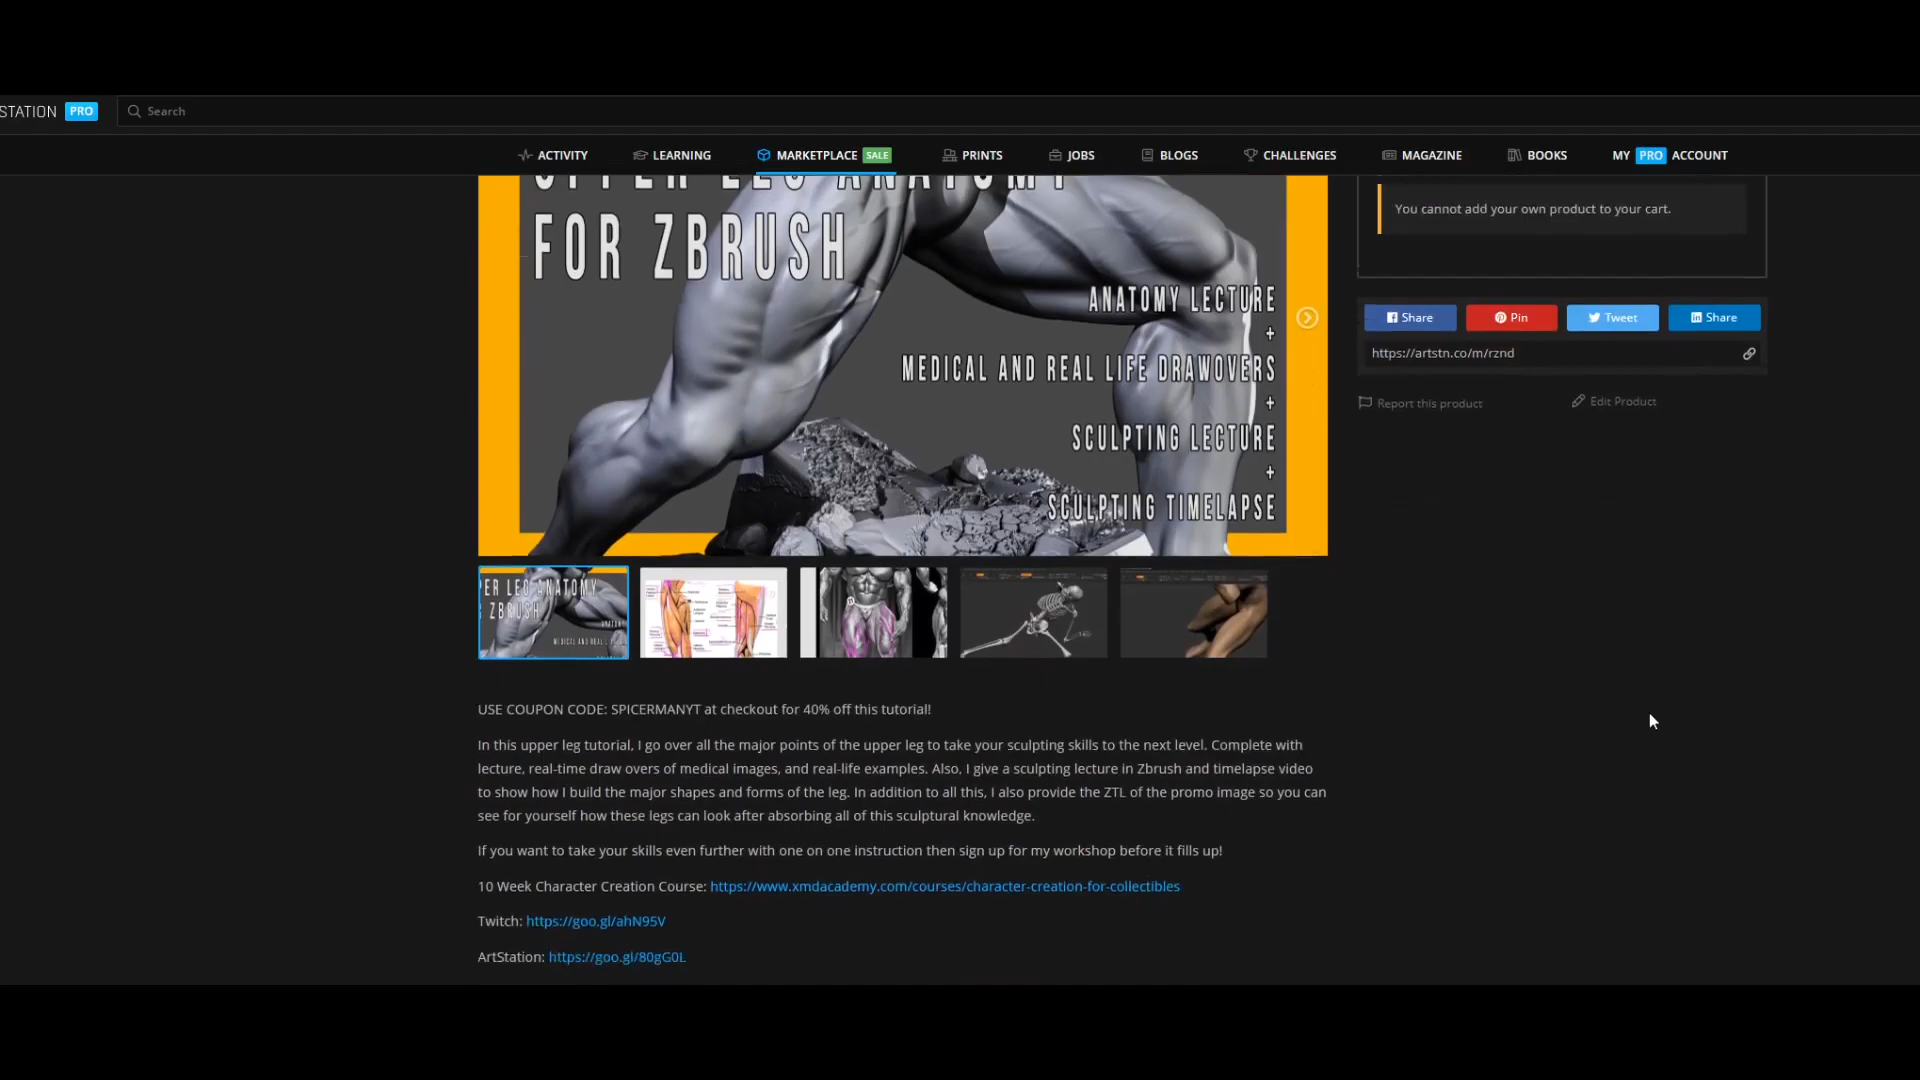 STATION PRO
Search
ACTIVITY
LEARNING
MARKETPLACE SALE
PRINTS
JOBS
BLOGS
CHALLENGES
MAGAZINE
BOOKS
MY PRO ACCOUNT
UPPER LEG ANATOMY
FOR ZBRUSH
ANATOMY LECTURE
+
MEDICAL AND REAL LIFE DRAWOVERS
+
SCULPTING LECTURE
+
SCULPTING TIMELAPSE
You cannot add your own product to your cart.
Share
Pin
Tweet
Share
https://artstn.co/m/rznd
Report this product
Edit Product
PER LEG ANATOMY
ZBRUSH
USE COUPON CODE: SPICERMANYT at checkout for 40% off this tutorial!
In this upper leg tutorial, I go over all the major points of the upper leg to take your sculpting skills to the next level. Complete with
lecture, real-time draw overs of medical images, and real-life examples. Also, I give a sculpting lecture in Zbrush and timelapse video
to show how I build the major shapes and forms of the leg. In addition to all this, I also provide the ZTL of the promo image so you can
see for yourself how these legs can look after absorbing all of this sculptural knowledge.
If you want to take your skills even further with one on one instruction then sign up for my workshop before it fills up!
10 Week Character Creation Course: https://www.xmdacademy.com/courses/character-creation-for-collectibles
Twitch: https://goo.gl/ahN95V
ArtStation: https://goo.gl/80gG0L